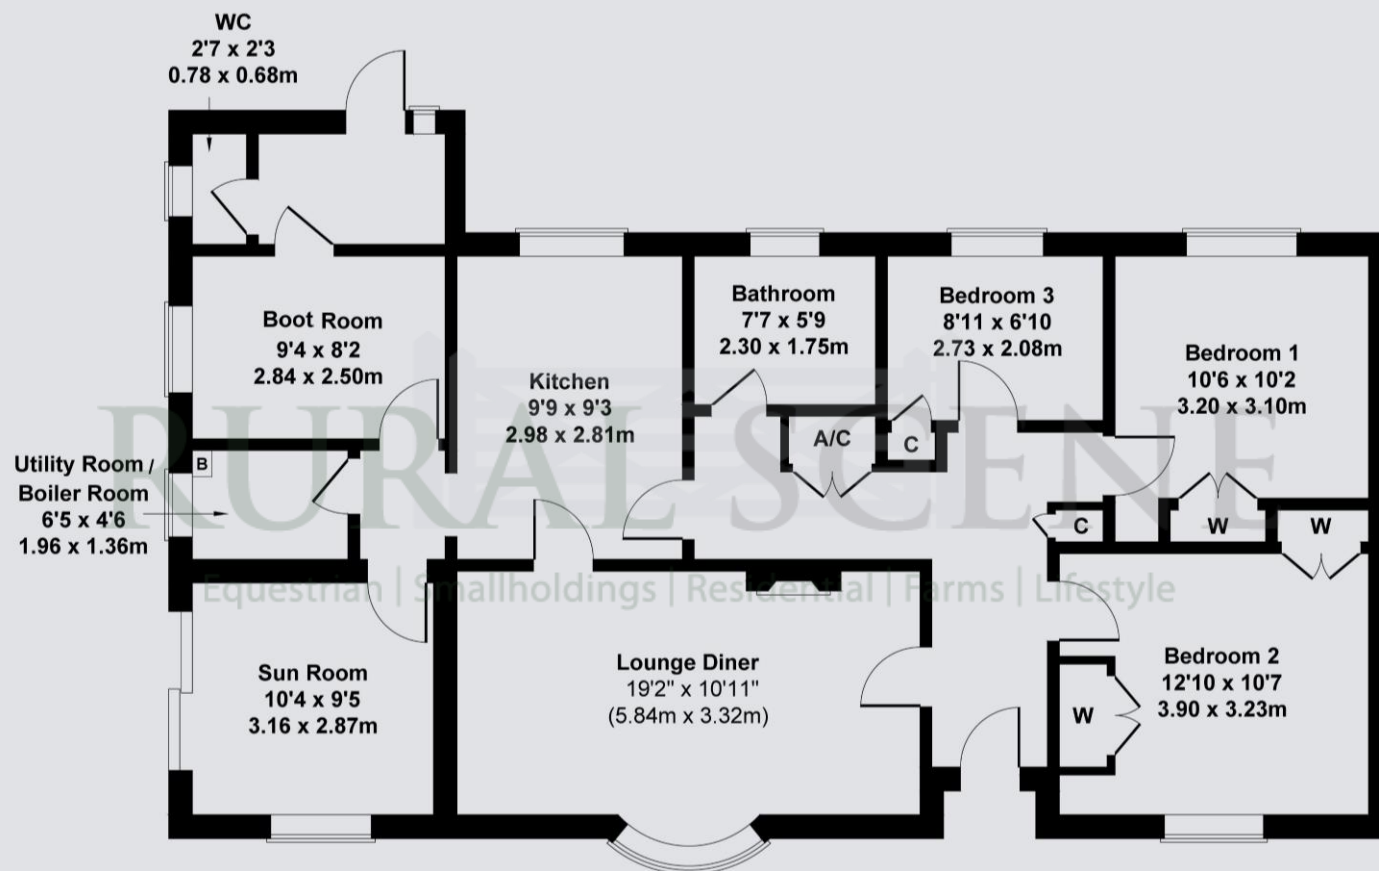 WC
2'7 x 2'3
0.78 x 0.68m
Boot Room
9'4 x 8'2
2.84 x 2.50m
Kitchen
9'9 x 9'3
2.98 x 2.81m
Bathroom
7'7 x 5'9
2.30 x 1.75m
Bedroom 3
8'11 x 6'10
2.73 x 2.08m
Bedroom 1
10'6 x 10'2
3.20 x 3.10m
A/C
C
RURAL SCENE
Utility Room /
Boiler Room
6'5 x 4'6
1.96 x 1.36m
B
C
W
W
Equestrian | Smallholdings | Residential | Farms | Lifestyle
Sun Room
10'4 x 9'5
3.16 x 2.87m
Lounge Diner
19'2" x 10'11"
(5.84m x 3.32m)
Bedroom 2
12'10 x 10'7
3.90 x 3.23m
W